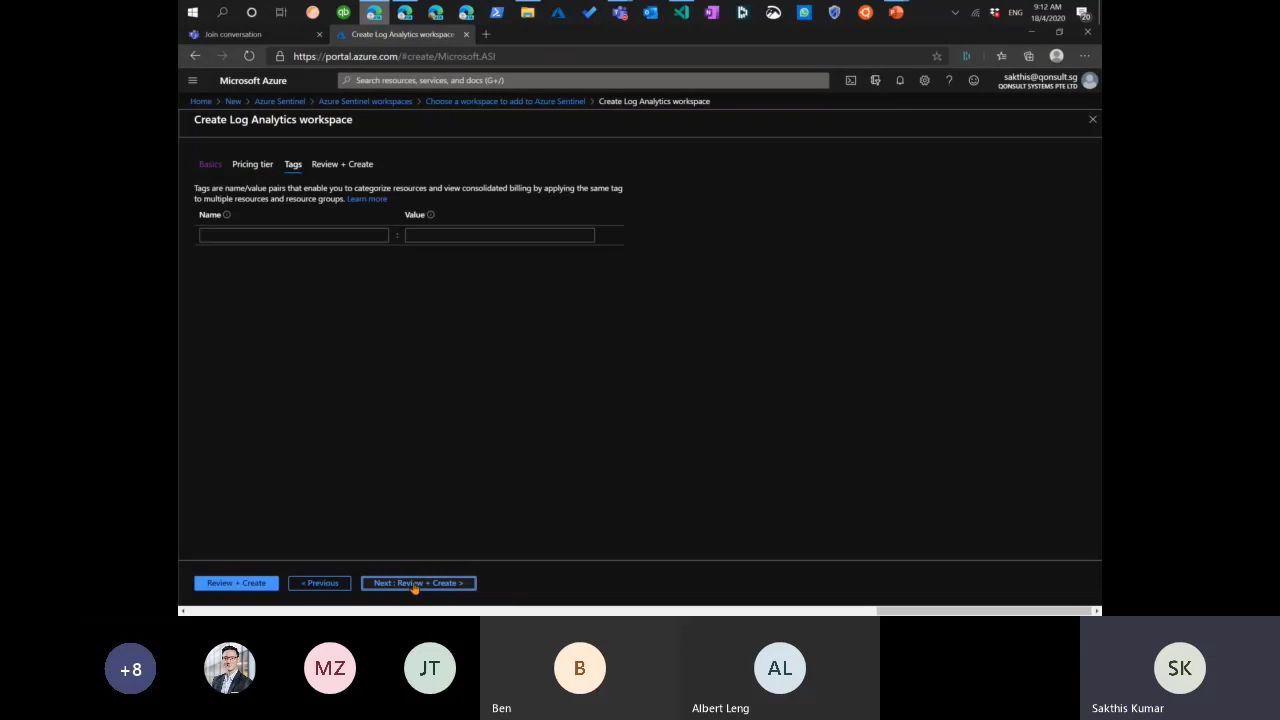 9:12 AM
ENG
18/4/2020
20
Join conversation
Create Log Analytics workspace
https://portal.azure.com/#create/Microsoft.ASI
Microsoft Azure
Search resources, services, and docs (G+/)
sakthis@qonsult.sg
QONSULT SYSTEMS PTE LTD
Home > New > Azure Sentinel > Azure Sentinel workspaces > Choose a workspace to add to Azure Sentinel > Create Log Analytics workspace
Create Log Analytics workspace
Basics Pricing tier Tags Review + Create
Tags are name/value pairs that enable you to categorize resources and view consolidated billing by applying the same tag
to multiple resources and resource groups. Learn more
Name Value
:
Review + Create « Previous Next : Review + Create >
+8 MZ JT B AL SK
Ben Albert Leng Sakthis Kumar